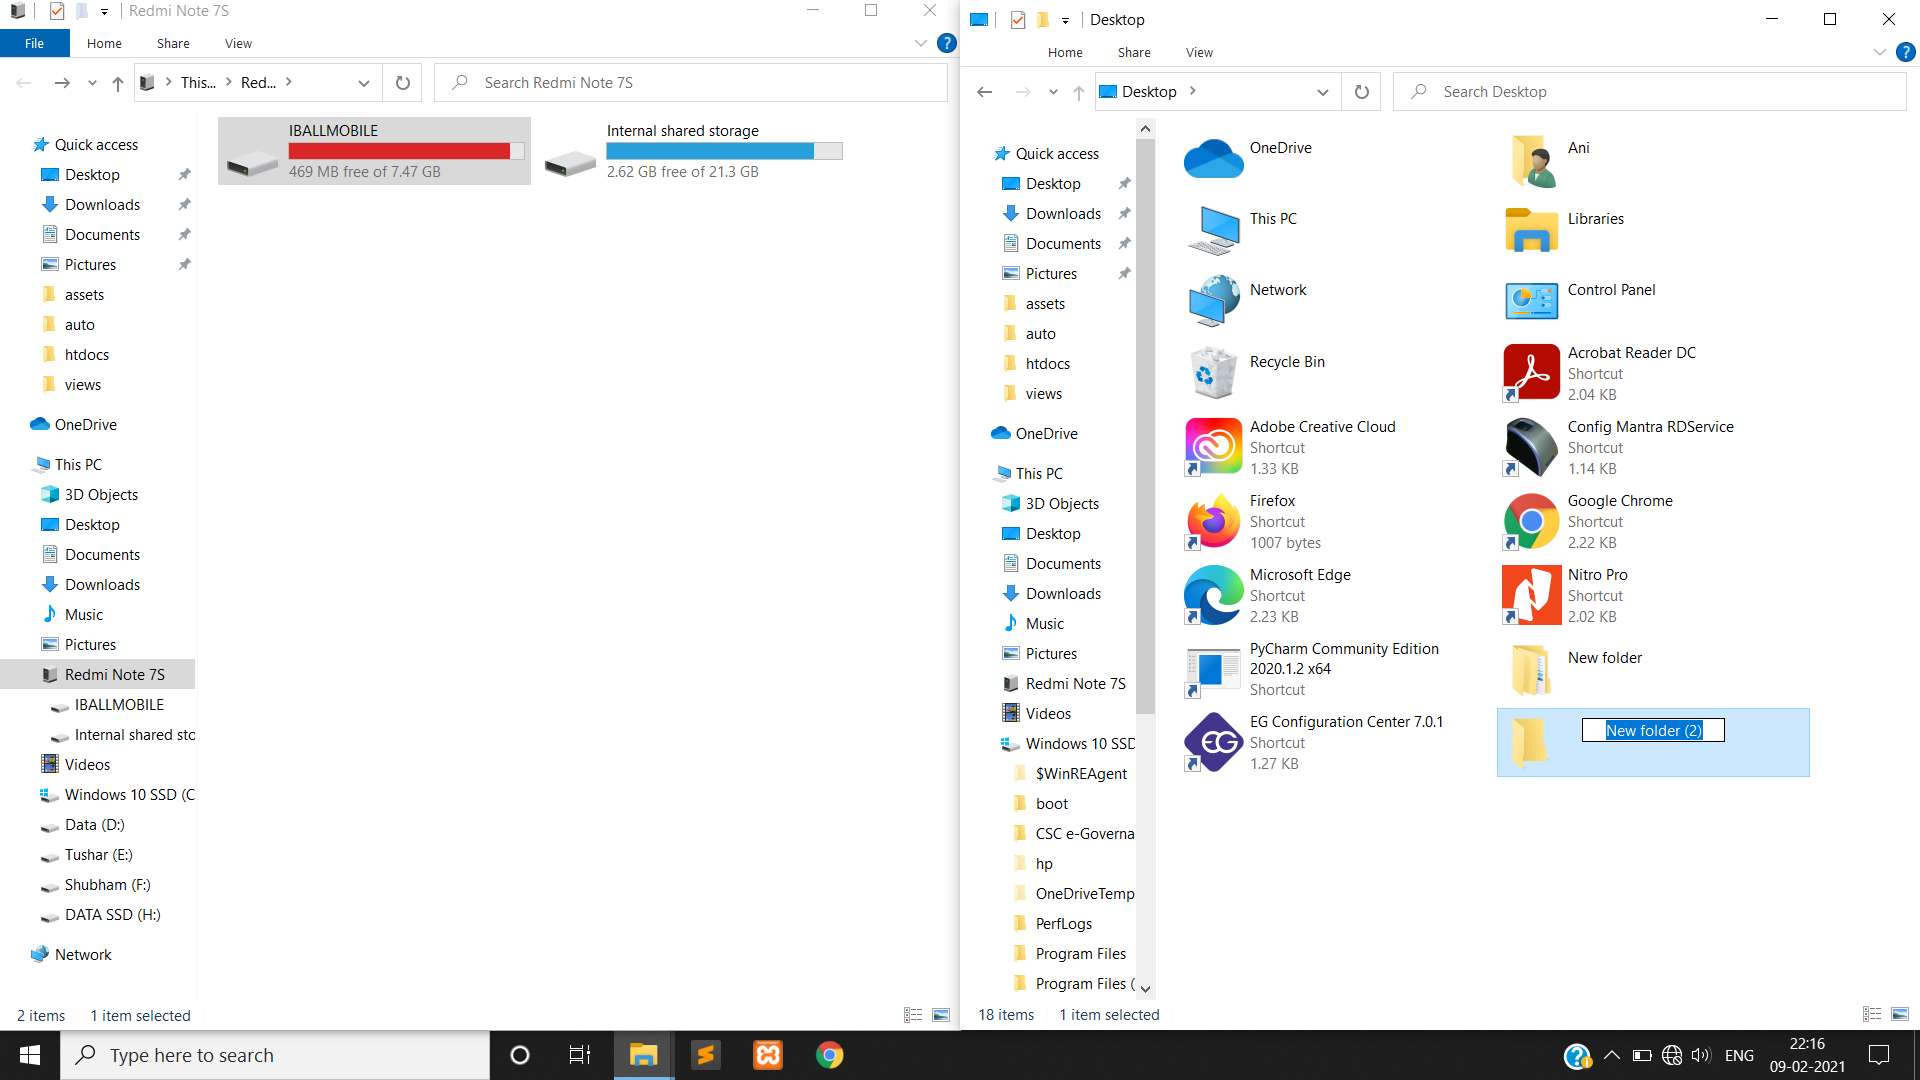 Redmi Note 7S
File
Home
Share
View
?
This...
Red...
Search Redmi Note 7S
Quick access
Desktop
Downloads
Documents
Pictures
assets
auto
htdocs
views
OneDrive
This PC
3D Objects
Desktop
Documents
Downloads
Music
Pictures
Redmi Note 7S
IBALLMOBILE
Internal shared sto
Videos
Windows 10 SSD (C
Data (D:)
Tushar (E:)
Shubham (F:)
DATA SSD (H:)
Network
IBALLMOBILE
469 MB free of 7.47 GB
Internal shared storage
2.62 GB free of 21.3 GB
2 items
1 item selected
Desktop
Home
Share
View
?
Desktop
Search Desktop
Quick access
Desktop
Downloads
Documents
Pictures
assets
auto
htdocs
views
OneDrive
This PC
3D Objects
Desktop
Documents
Downloads
Music
Pictures
Redmi Note 7S
Videos
Windows 10 SSD
$WinREAgent
boot
CSC e-Governa
hp
OneDriveTemp
PerfLogs
Program Files
Program Files (
OneDrive
Ani
This PC
Libraries
Network
Control Panel
Recycle Bin
Acrobat Reader DC
Shortcut
2.04 KB
Adobe Creative Cloud
Shortcut
1.33 KB
Config Mantra RDService
Shortcut
1.14 KB
Firefox
Shortcut
1007 bytes
Google Chrome
Shortcut
2.22 KB
Microsoft Edge
Shortcut
2.23 KB
Nitro Pro
Shortcut
2.02 KB
PyCharm Community Edition
2020.1.2 x64
Shortcut
New folder
EG
EG Configuration Center 7.0.1
Shortcut
1.27 KB
New folder (2)
18 items
1 item selected
Type here to search
?
ENG
22:16
09-02-2021